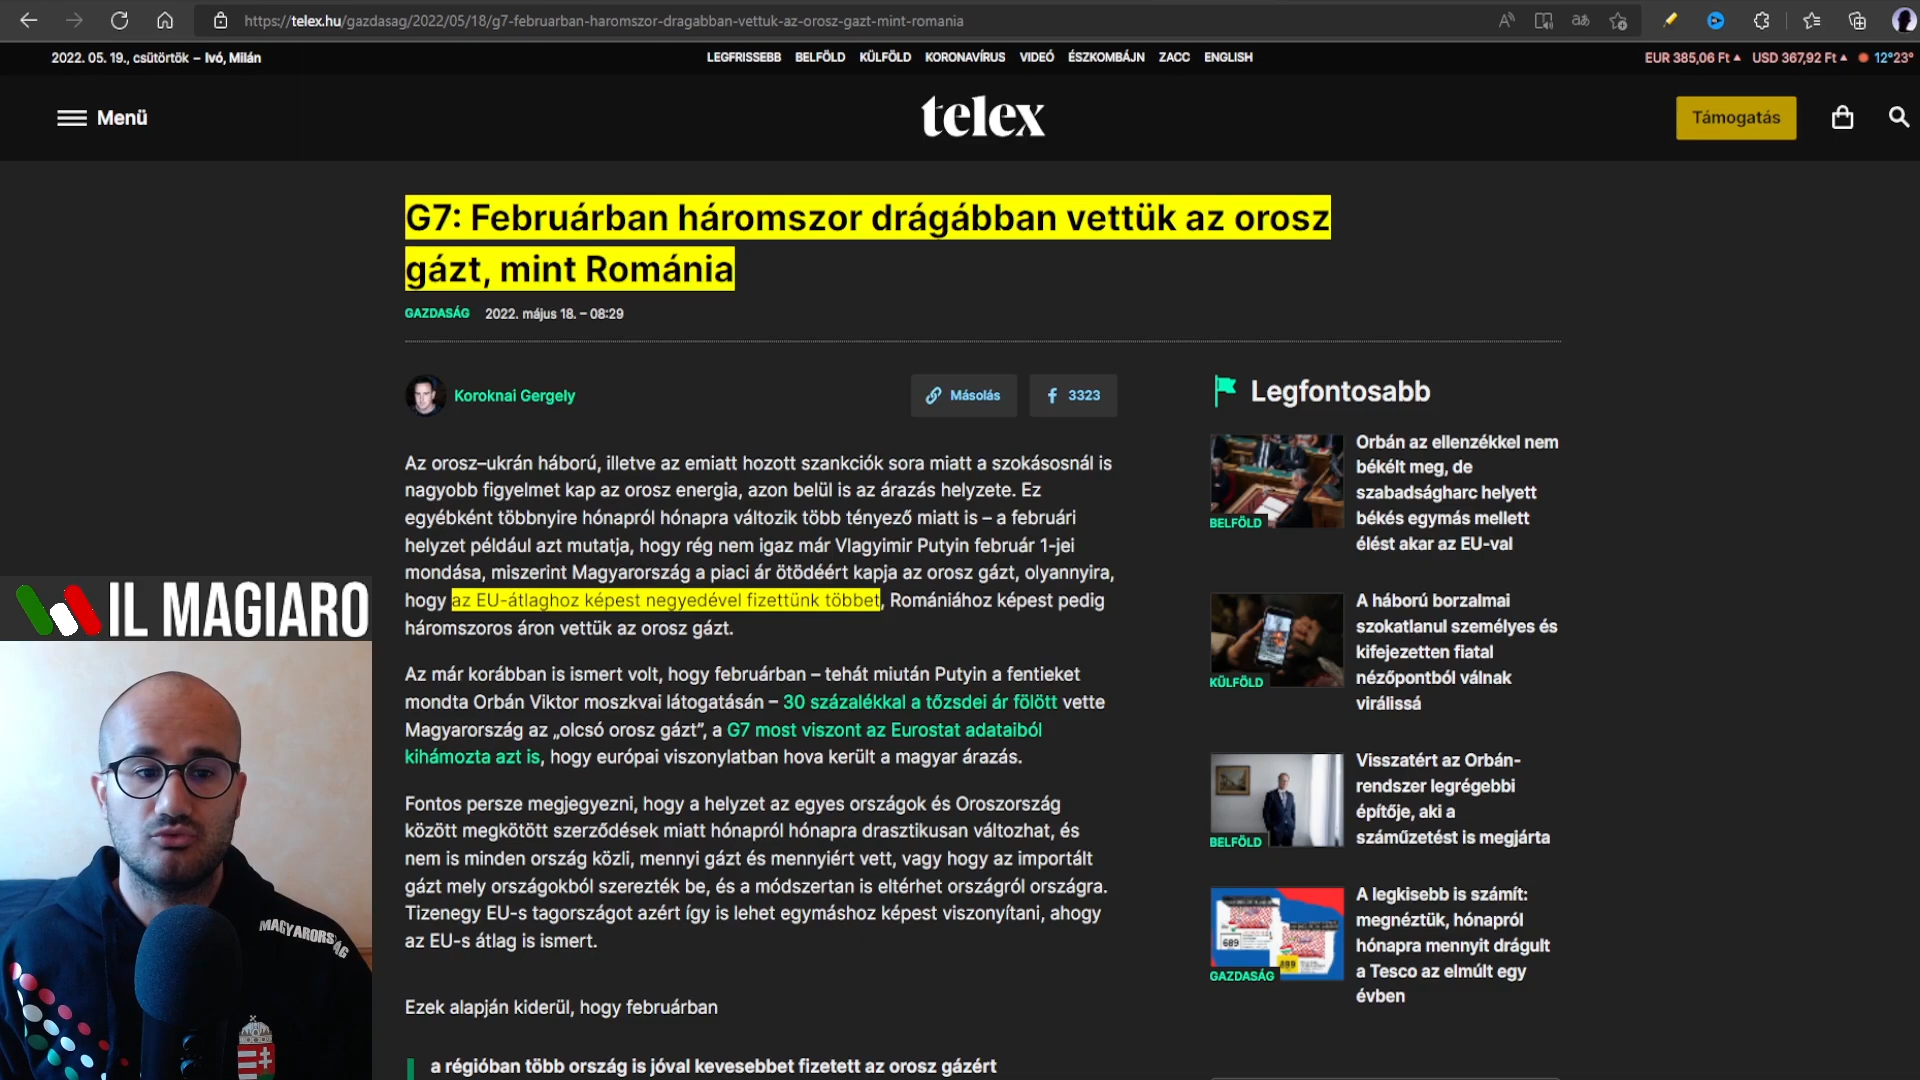 https://telex.hu/gazdasag/2022/05/18/g7-februarban-haromszor-dragabban-vettuk-az-orosz-gazt-mint-romania
2022. 05. 19., csütörtök – Ivó, Milán
LEGFRISSEBB BELFÖLD KÜLFÖLD KORONAVÍRUS VIDEÓ ÉSZKOMBÁJN ZACC ENGLISH
EUR 385,06 Ft USD 367,92 Ft 12°23°
Menü
telex
Támogatás
G7: Februárban háromszor drágábban vettük az orosz
gázt, mint Románia
GAZDASÁG 2022. május 18. – 08:29
Koroknai Gergely
Másolás
3323
Az orosz–ukrán háború, illetve az emiatt hozott szankciók sora miatt a szokásosnál is
nagyobb figyelmet kap az orosz energia, azon belül is az árazás helyzete. Ez
egyébként többnyire hónapról hónapra változik több tényező miatt is – a februári
helyzet például azt mutatja, hogy rég nem igaz már Vlagyimir Putyin február 1-jei
mondása, miszerint Magyarország a piaci ár ötödéért kapja az orosz gázt, olyannyira,
hogy az EU-átlaghoz képest negyedével fizettünk többet, Romániához képest pedig
háromszoros áron vettük az orosz gázt.
Az már korábban is ismert volt, hogy februárban – tehát miután Putyin a fentieket
mondta Orbán Viktor moszkvai látogatásán – 30 százalékkal a tőzsdei ár fölött vette
Magyarország az „olcsó orosz gázt”, a G7 most viszont az Eurostat adataiból
kihámozta azt is, hogy európai viszonylatban hova került a magyar árazás.
Fontos persze megjegyezni, hogy a helyzet az egyes országok és Oroszország
között megkötött szerződések miatt hónapról hónapra drasztikusan változhat, és
nem is minden ország közli, mennyi gázt és mennyiért vett, vagy hogy az importált
gázt mely országokból szerezték be, és a módszertan is eltérhet országról országra.
Tizenegy EU-s tagországot azért így is lehet egymáshoz képest viszonyítani, ahogy
az EU-s átlag is ismert.
Ezek alapján kiderül, hogy februárban
a régióban több ország is jóval kevesebbet fizetett az orosz gázért
Legfontosabb
BELFÖLD
Orbán az ellenzékkel nem
békélt meg, de
szabadságharc helyett
békés egymás mellett
élést akar az EU-val
KÜLFÖLD
A háború borzalmai
szokatlanul személyes és
kifejezetten fiatal
nézőpontból válnak
virálissá
BELFÖLD
Visszatért az Orbán-
rendszer legrégebbi
építője, aki a
száműzetést is megjárta
689
GAZDASÁG
A legkisebb is számít:
megnéztük, hónapról
hónapra mennyit drágult
a Tesco az elmúlt egy
évben
IL MAGIARO
MAGYARORSZÁG